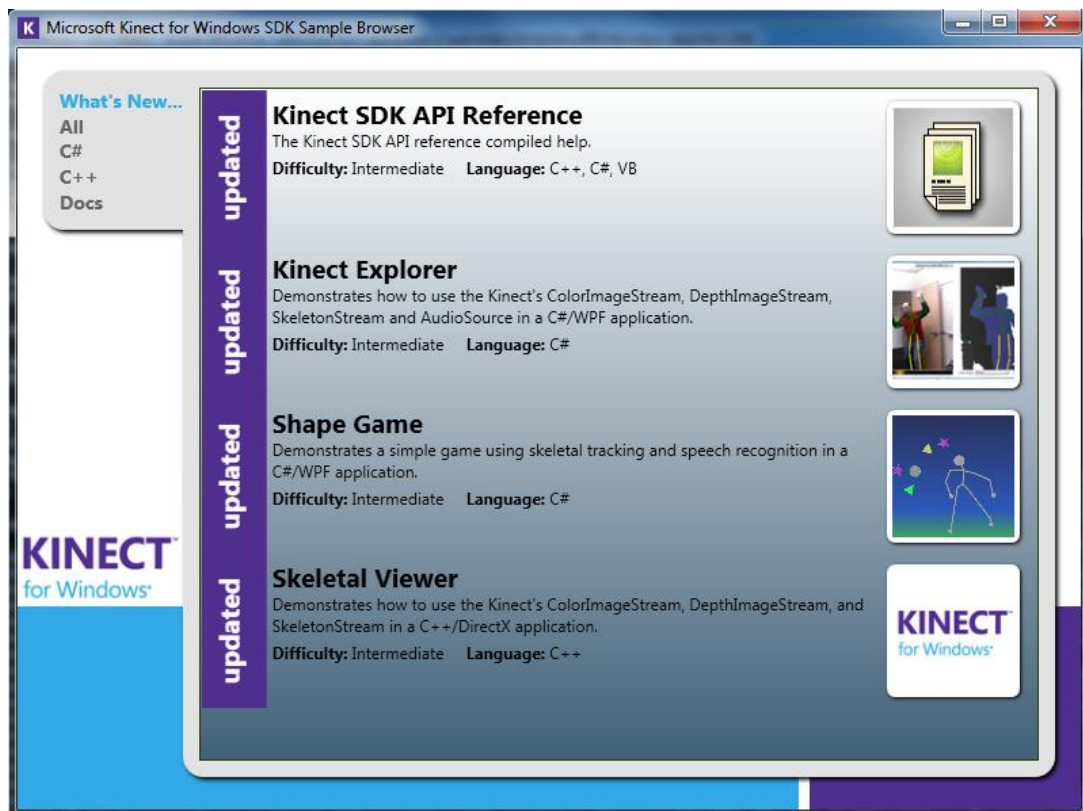 K Microsoft Kinect for Windows SDK Sample Browser
What's New...
All
C#
C++
Docs
updated
Kinect SDK API Reference
The Kinect SDK API reference compiled help.
Difficulty: Intermediate Language: C++, C#, VB
updated
Kinect Explorer
Demonstrates how to use the Kinect's ColorImageStream, DepthImageStream,
SkeletonStream and AudioSource in a C#/WPF application.
Difficulty: Intermediate Language: C#
updated
Shape Game
Demonstrates a simple game using skeletal tracking and speech recognition in a
C#/WPF application.
Difficulty: Intermediate Language: C#
updated
Skeletal Viewer
Demonstrates how to use the Kinect's ColorImageStream, DepthImageStream, and
SkeletonStream in a C++/DirectX application.
Difficulty: Intermediate Language: C++
KINECT
for Windows
KINECT
for Windows